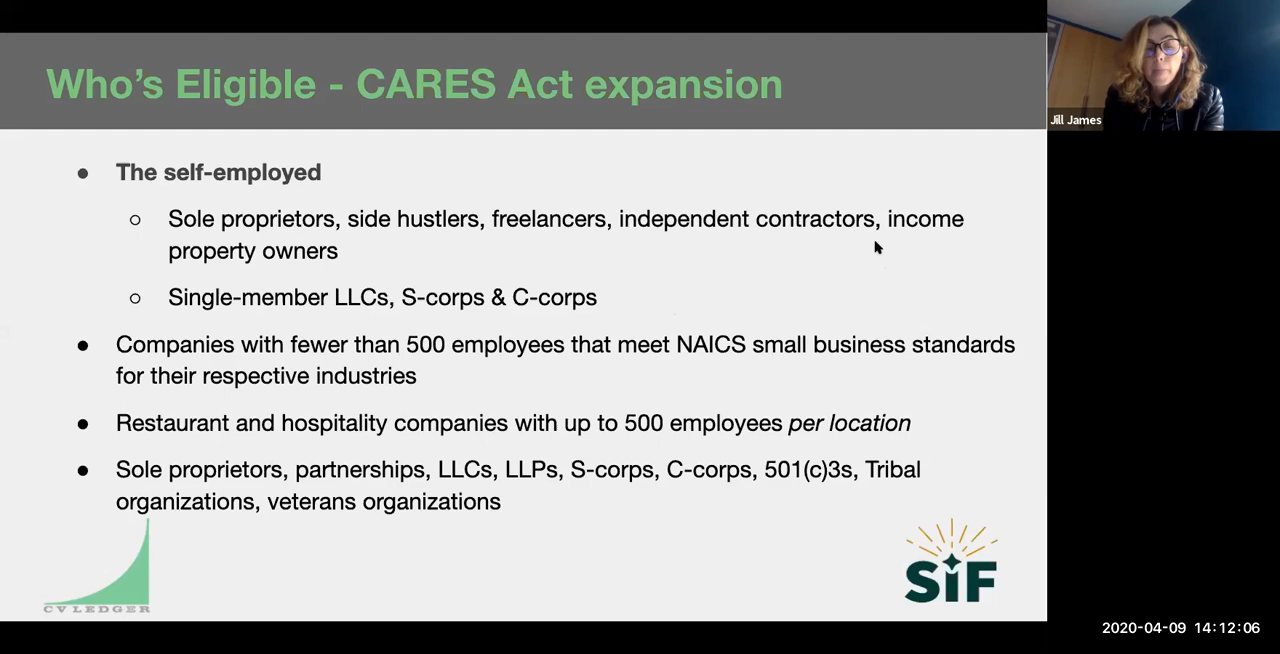 Who's Eligible - CARES Act expansion
Jill James
● The self-employed
○ Sole proprietors, side hustlers, freelancers, independent contractors, income
property owners
○ Single-member LLCs, S-corps & C-corps
● Companies with fewer than 500 employees that meet NAICS small business standards
for their respective industries
● Restaurant and hospitality companies with up to 500 employees per location
● Sole proprietors, partnerships, LLCs, LLPs, S-corps, C-corps, 501(c)3s, Tribal
organizations, veterans organizations
CVLEDGER
SiF
2020-04-09 14:12:06